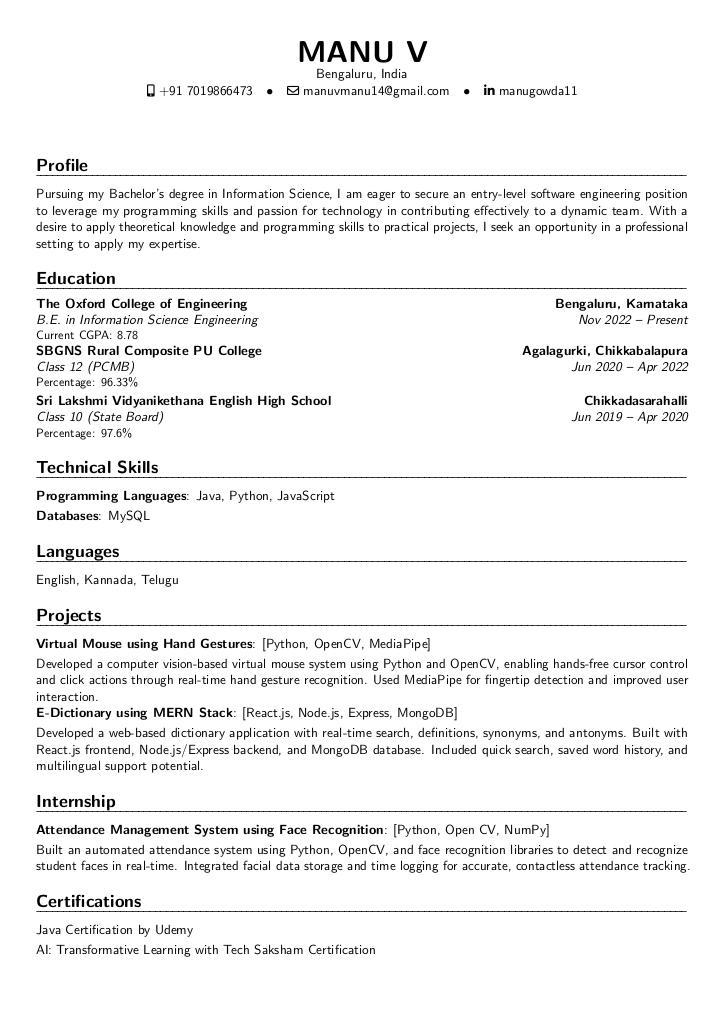 MANU V
Bengaluru, India
+91 7019866473 • manuvmanu14@gmail.com • in manugowda11
Profile
Pursuing my Bachelor's degree in Information Science, I am eager to secure an entry-level software engineering position
to leverage my programming skills and passion for technology in contributing effectively to a dynamic team. With a
desire to apply theoretical knowledge and programming skills to practical projects, I seek an opportunity in a professional
setting to apply my expertise.
Education
The Oxford College of Engineering Bengaluru, Karnataka
B.E. in Information Science Engineering Nov 2022 – Present
Current CGPA: 8.78
SBGNS Rural Composite PU College Agalagurki, Chikkabalapura
Class 12 (PCMB) Jun 2020 – Apr 2022
Percentage: 96.33%
Sri Lakshmi Vidyanikethana English High School Chikkadasarahalli
Class 10 (State Board) Jun 2019 – Apr 2020
Percentage: 97.6%
Technical Skills
Programming Languages: Java, Python, JavaScript
Databases: MySQL
Languages
English, Kannada, Telugu
Projects
Virtual Mouse using Hand Gestures: [Python, OpenCV, MediaPipe]
Developed a computer vision-based virtual mouse system using Python and OpenCV, enabling hands-free cursor control
and click actions through real-time hand gesture recognition. Used MediaPipe for fingertip detection and improved user
interaction.
E-Dictionary using MERN Stack: [React.js, Node.js, Express, MongoDB]
Developed a web-based dictionary application with real-time search, definitions, synonyms, and antonyms. Built with
React.js frontend, Node.js/Express backend, and MongoDB database. Included quick search, saved word history, and
multilingual support potential.
Internship
Attendance Management System using Face Recognition: [Python, Open CV, NumPy]
Built an automated attendance system using Python, OpenCV, and face recognition libraries to detect and recognize
student faces in real-time. Integrated facial data storage and time logging for accurate, contactless attendance tracking.
Certifications
Java Certification by Udemy
AI: Transformative Learning with Tech Saksham Certification